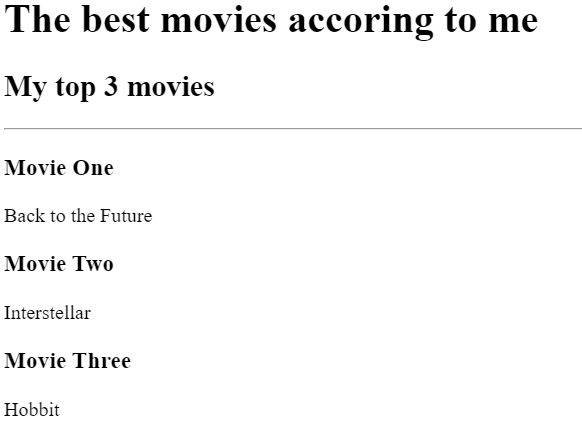 The best movies accoring to me
My top 3 movies
Movie One
Back to the Future
Movie Two
Interstellar
Movie Three
Hobbit